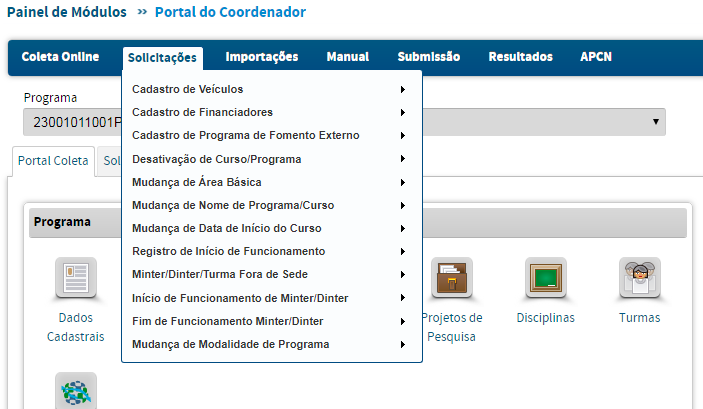 Painel de Módulos » Portal do Coordenador
Coleta Online Solicitações Importações Manual Submissão Resultados APCN
Programa
23001011001P
Portal Coleta Sol
Cadastro de Veículos
Cadastro de Financiadores
Cadastro de Programa de Fomento Externo
Desativação de Curso/Programa
Mudança de Área Básica
Mudança de Nome de Programa/Curso
Mudança de Data de Início do Curso
Registro de Início de Funcionamento
Minter/Dinter/Turma Fora de Sede
Início de Funcionamento de Minter/Dinter
Fim de Funcionamento Minter/Dinter
Mudança de Modalidade de Programa
Programa
Dados
Cadastrais
Projetos de
Pesquisa
Disciplinas
Turmas